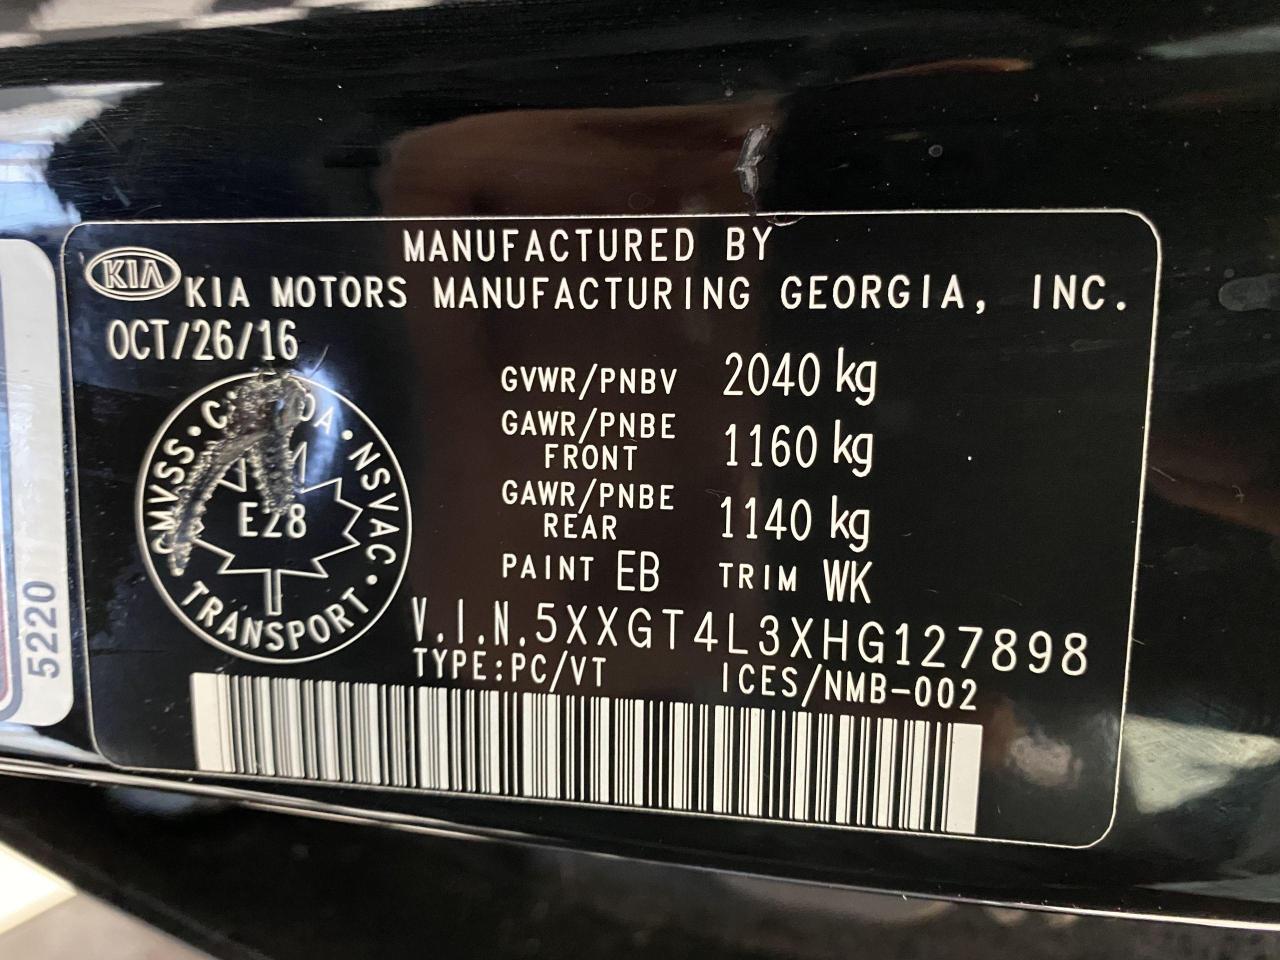 MANUFACTURED BY
KIA
KIA MOTORS MANUFACTURING GEORGIA, INC.
OCT/26/16
GVWR/PNBV 2040 kg
GAWR/PNBE
FRONT 1160 kg
GAWR/PNBE
REAR 1140 kg
PAINT EB TRIM WK
V.I.N.5XXGT4L3XHG127898
TYPE:PC/VT ICES/NMB-002
NSVAC
TRANSPORT
5220